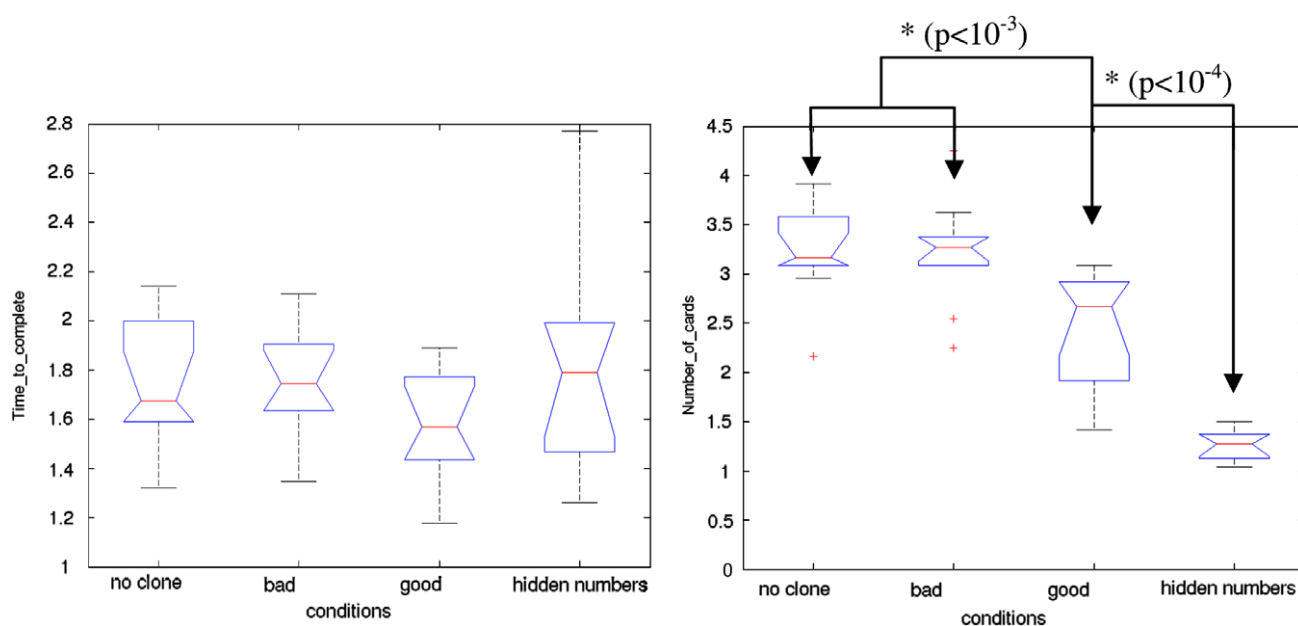 * (p<10⁻³)
* (p<10⁻⁴)
2.8
2.6
2.4
2.2
2
1.8
1.6
1.4
1.2
1
Time_to_complete
no clone bad good hidden numbers
conditions
4.5
4
3.5
3
2.5
2
1.5
1
0.5
0
Number_of_cards
no clone bad good hidden numbers
conditions